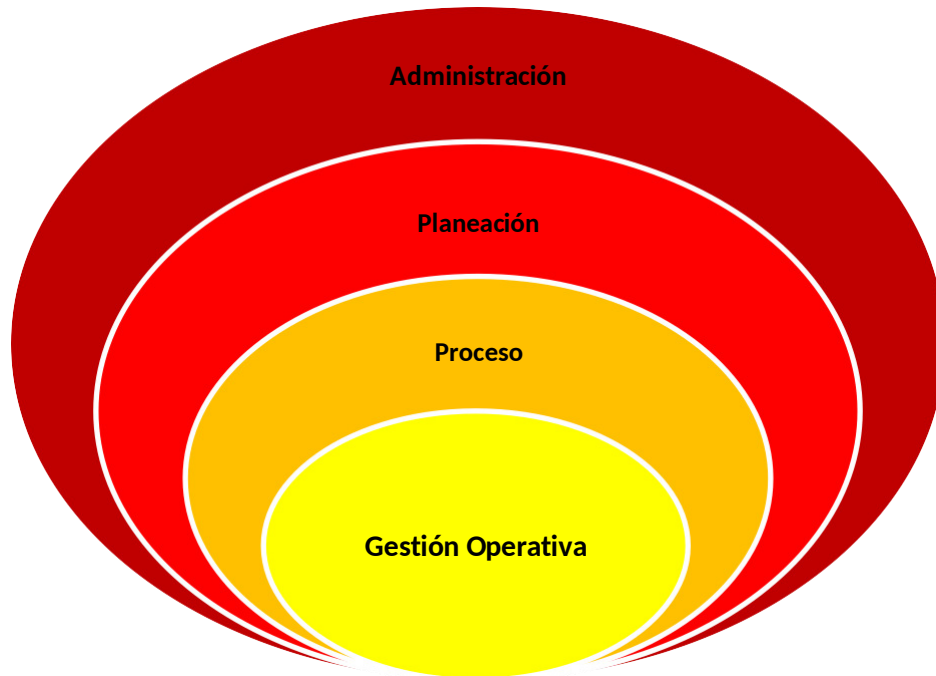 Administración
Planeación
Proceso
Gestión Operativa